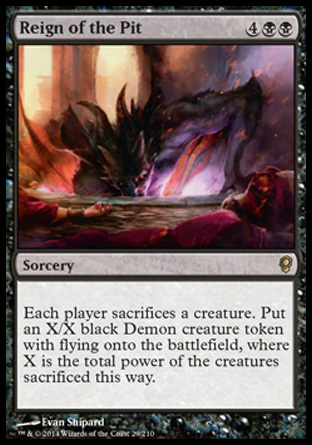 Reign of the Pit 4
Sorcery
Each player sacrifices a creature. Put
an X/X black Demon creature token
with flying onto the battlefield, where
X is the total power of the creatures
sacrificed this way.
Evan Shipard
™ & © 2014 Wizards of the Coast 29/210